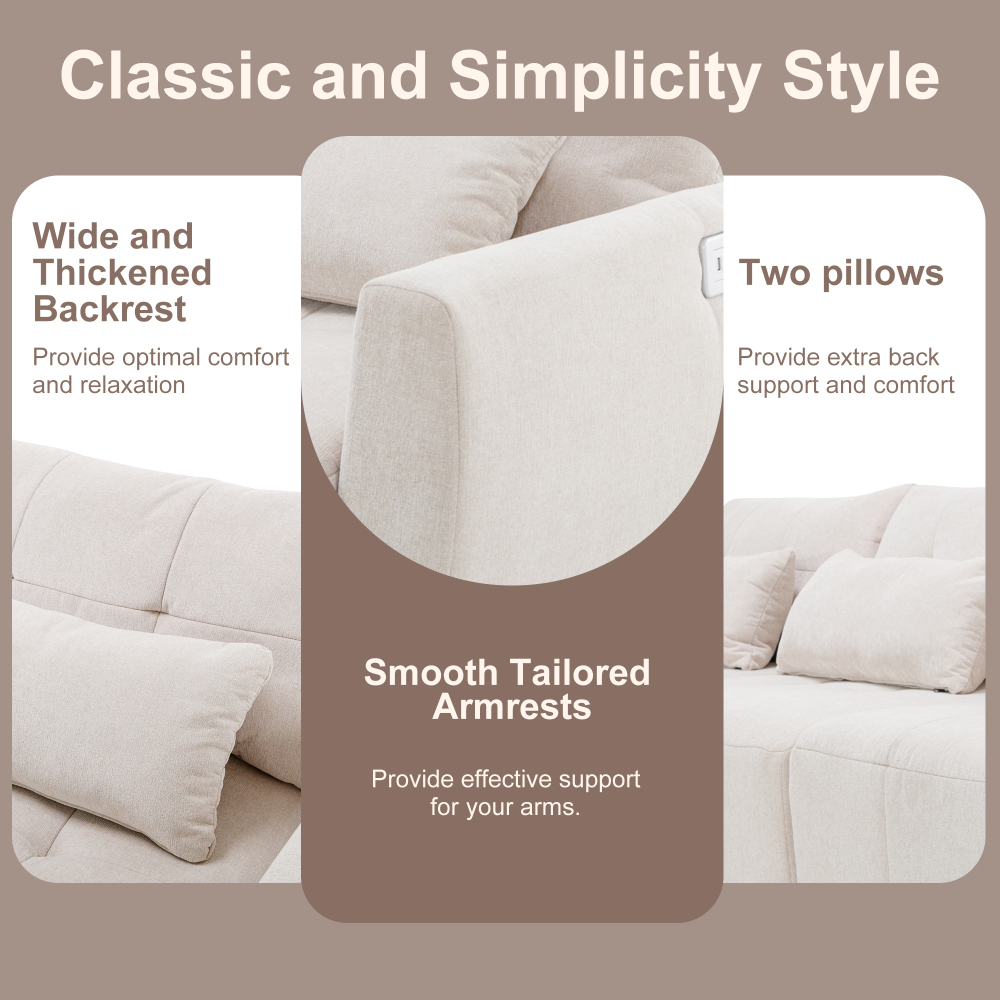 Classic and Simplicity Style
Wide and
Thickened
Backrest
Provide optimal comfort
and relaxation
Smooth Tailored
Armrests
Provide effective support
for your arms.
Two pillows
Provide extra back
support and comfort